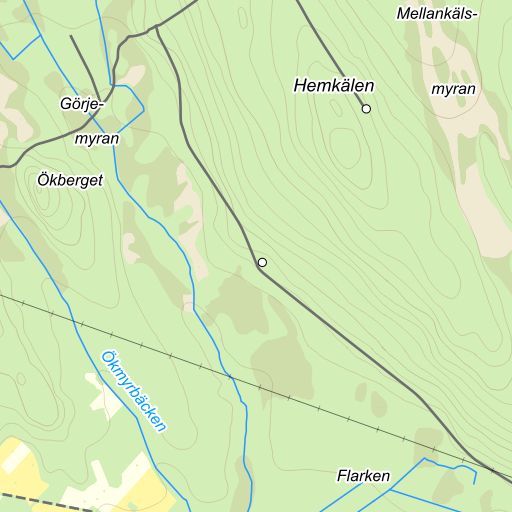 Mellankäls-
myran
Hemkälen
Görje-
myran
Ökberget
Ökmyrbäcken
Flarken